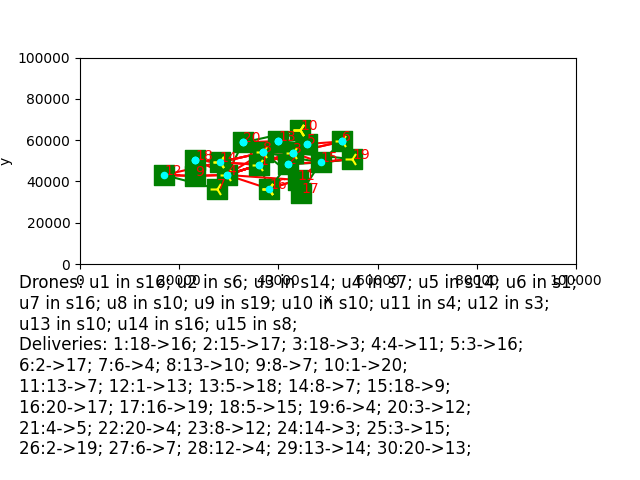 100000
80000
60000
40000
20000
0
y
17
0 20000 40000 60000 80000 100000
x
Drones: u1 in s16; u2 in s6; u3 in s14; u4 in s7; u5 in s14; u6 in s1;
u7 in s16; u8 in s10; u9 in s19; u10 in s10; u11 in s4; u12 in s3;
u13 in s10; u14 in s16; u15 in s8;
Deliveries: 1:18->16; 2:15->17; 3:18->3; 4:4->11; 5:3->16;
6:2->17; 7:6->4; 8:13->10; 9:8->7; 10:1->20;
11:13->7; 12:1->13; 13:5->18; 14:8->7; 15:18->9;
16:20->17; 17:16->19; 18:5->15; 19:6->4; 20:3->12;
21:4->5; 22:20->4; 23:8->12; 24:14->3; 25:3->15;
26:2->19; 27:6->7; 28:12->4; 29:13->14; 30:20->13;